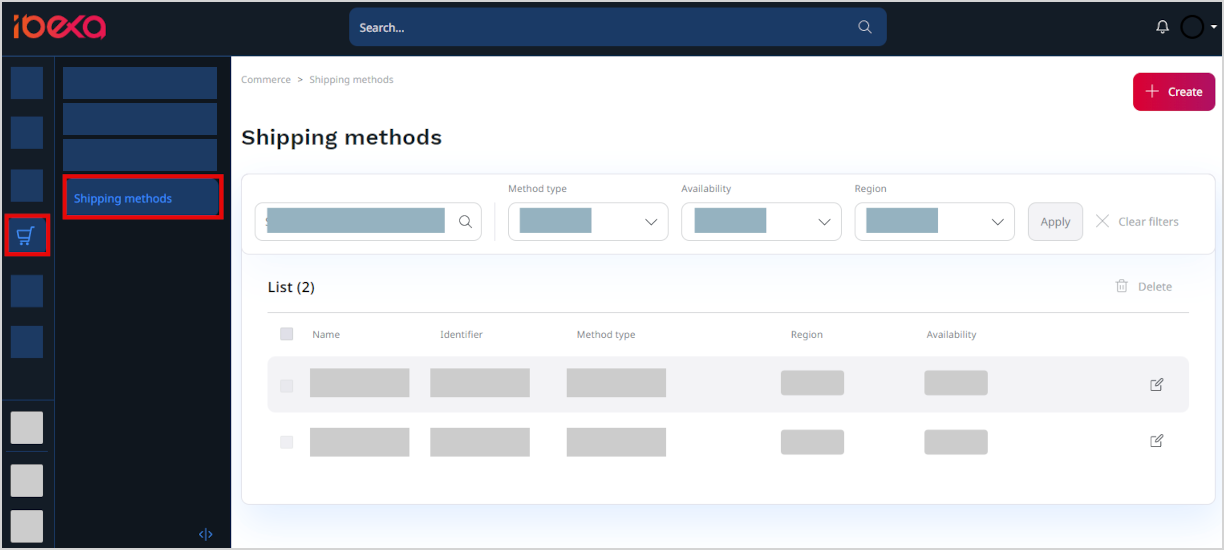 ibexa
Search...
Commerce > Shipping methods
Create
Shipping methods
Shipping methods
Method type
Availability
Region
Apply
Clear filters
List (2)
Delete
Name Identifier Method type Region Availability